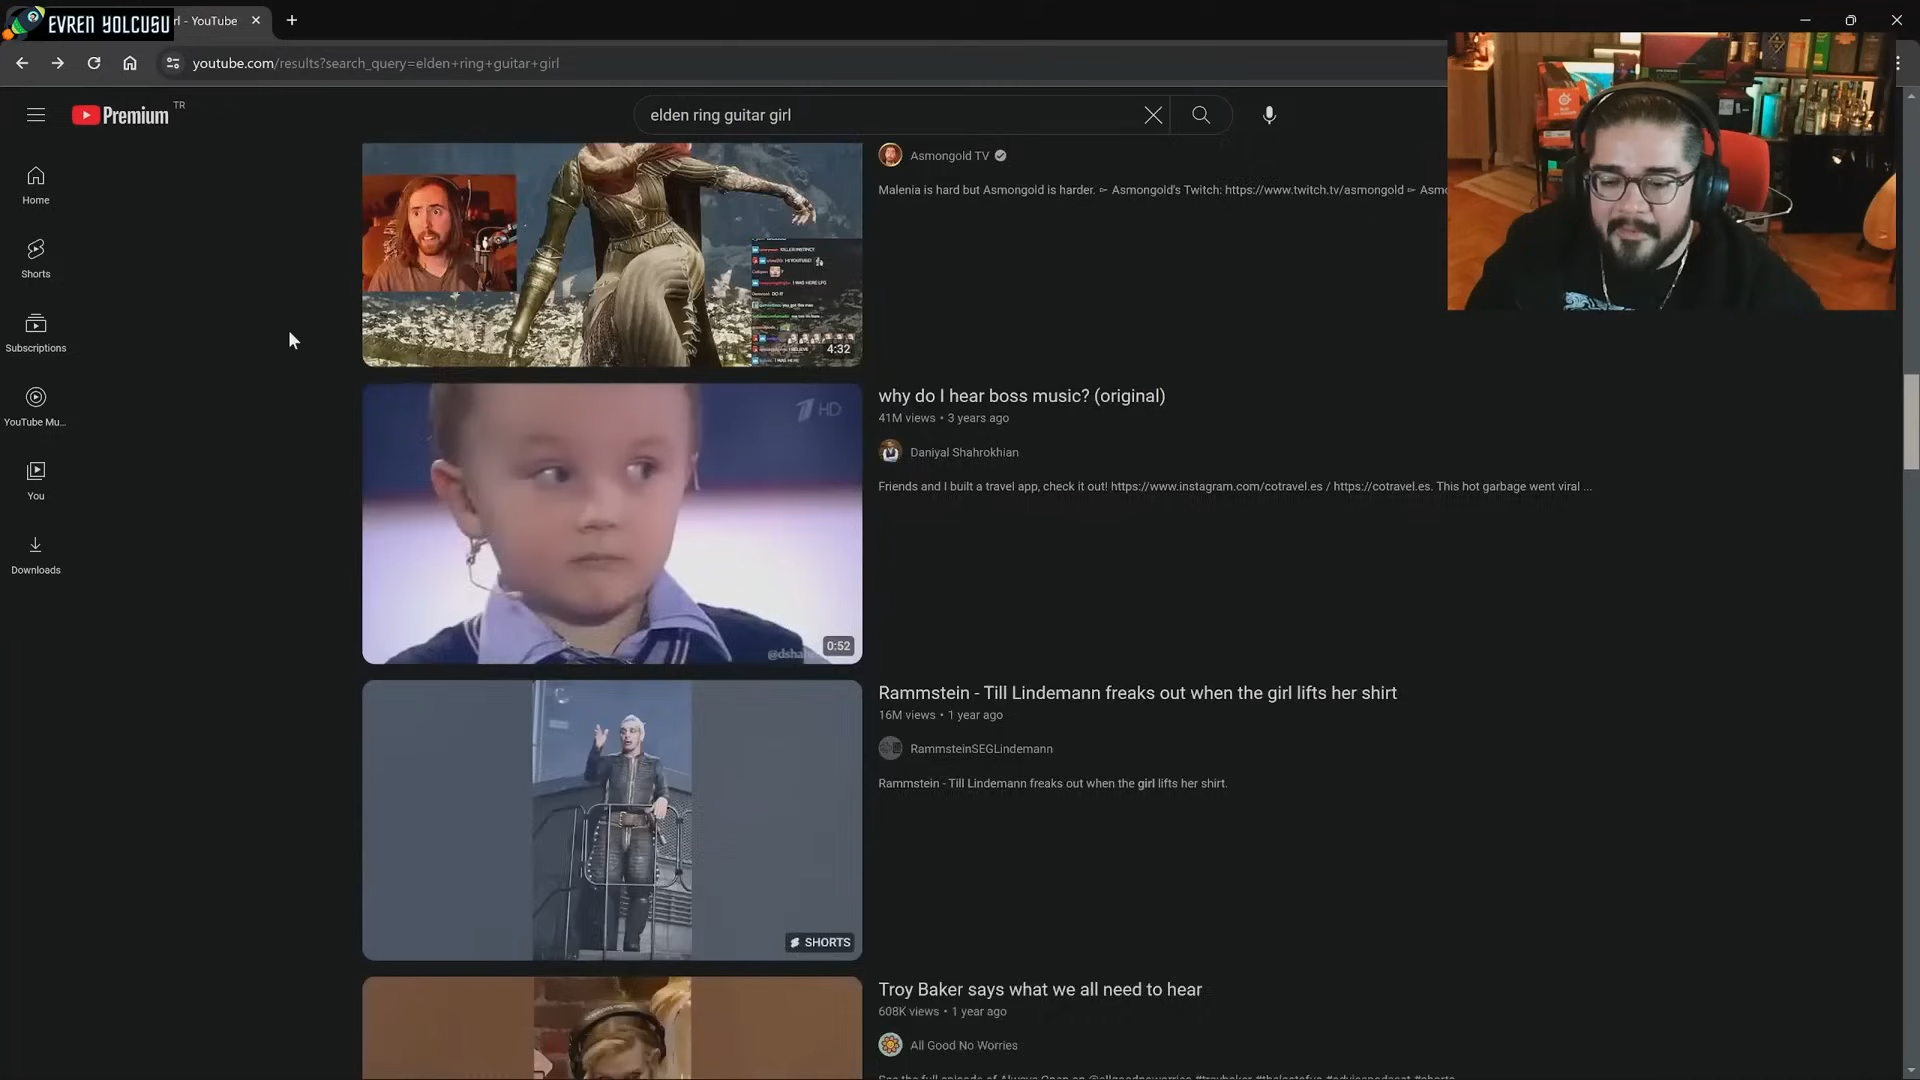 EVREN YOLCUSU
rl - YouTube
youtube.com/results?search_query=elden+ring+guitar+girl
Premium
TR
elden ring guitar girl
Home
Shorts
Subscriptions
YouTube Mu...
You
Downloads
Asmongold TV
Malenia is hard but Asmongold is harder. ► Asmongold's Twitch: https://www.twitch.tv/asmongold ► Asmo
4:32
HD
@dsha
0:52
why do I hear boss music? (original)
41M views • 3 years ago
Daniyal Shahrokhian
Friends and I built a travel app, check it out! https://www.instagram.com/cotravel.es / https://cotravel.es. This hot garbage went viral ...
SHORTS
Rammstein - Till Lindemann freaks out when the girl lifts her shirt
16M views • 1 year ago
RammsteinSEGLindemann
Rammstein - Till Lindemann freaks out when the girl lifts her shirt.
Troy Baker says what we all need to hear
608K views • 1 year ago
All Good No Worries